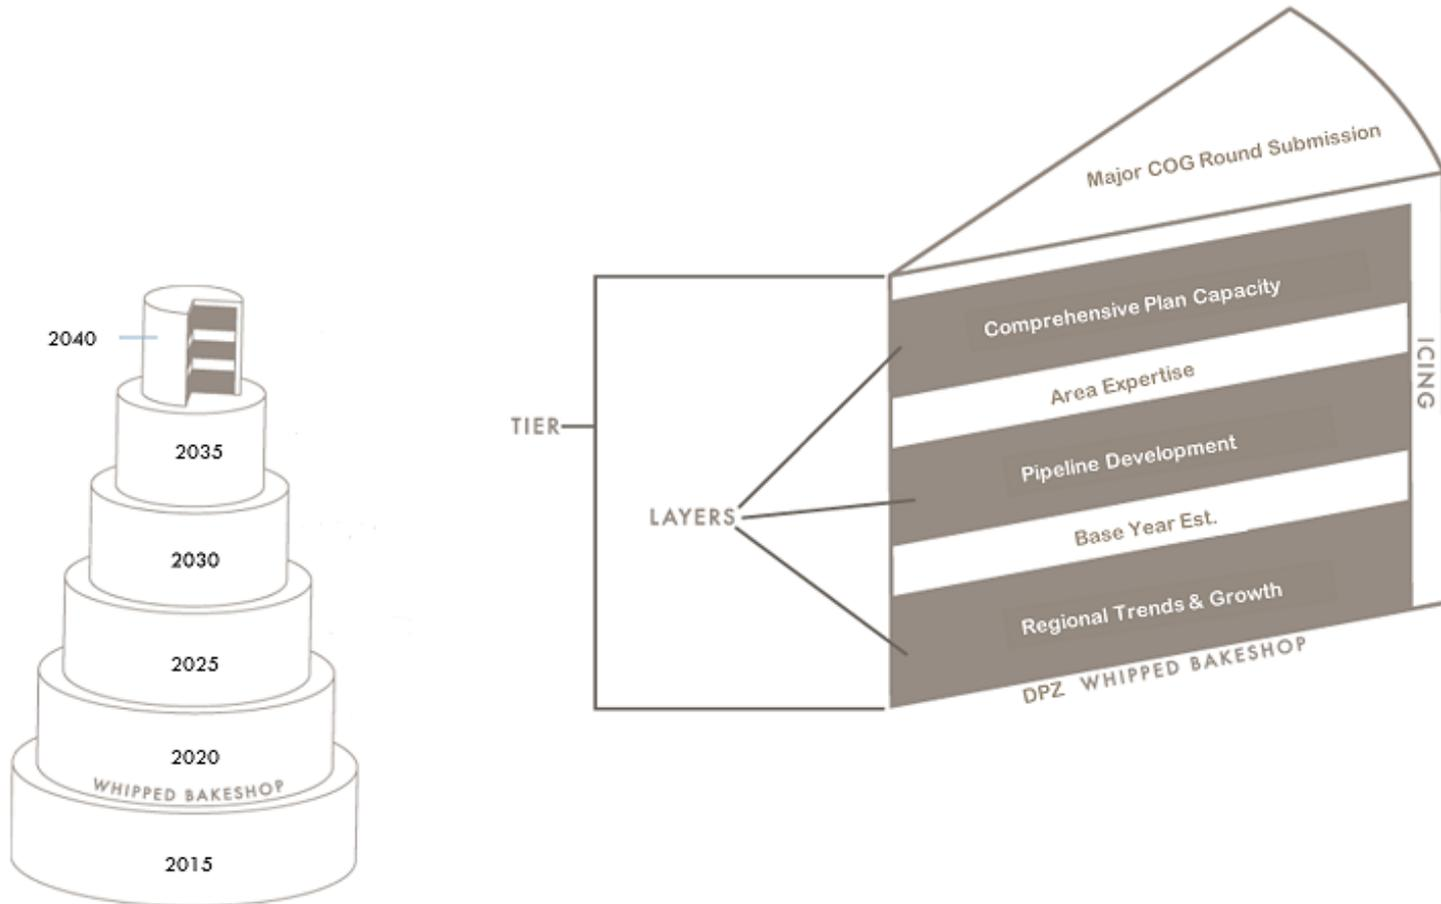 2040
2035
2030
2025
2020
WHIPPED BAKESHOP
2015
TIER
LAYERS
Major COG Round Submission
Comprehensive Plan Capacity
Area Expertise
Pipeline Development
Base Year Est.
Regional Trends & Growth
DPZ WHIPPED BAKESHOP
ICING